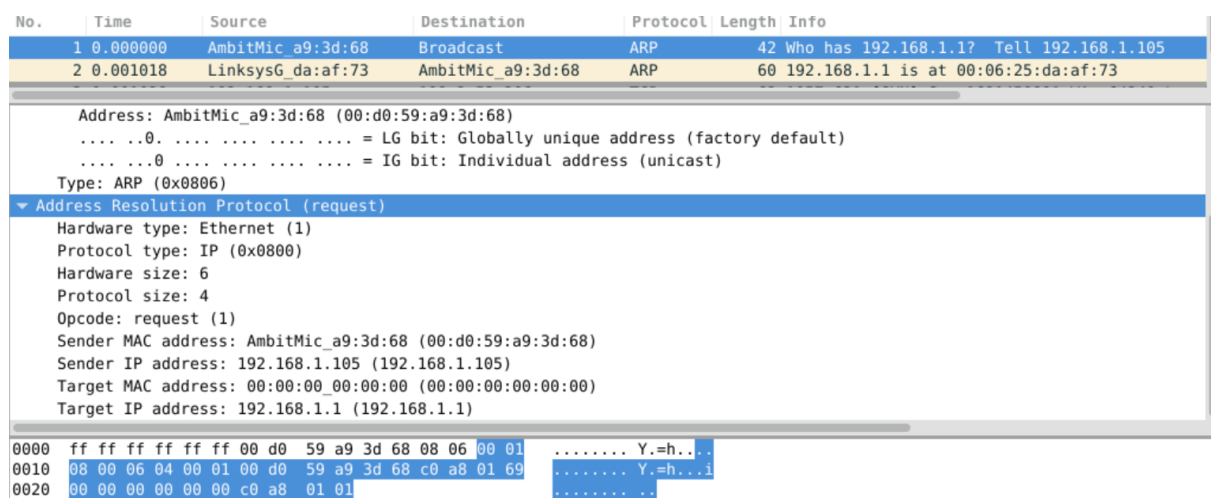 No. Time Source Destination Protocol Length Info
1 0.000000 AmbitMic_a9:3d:68 Broadcast ARP 42 Who has 192.168.1.1? Tell 192.168.1.105
2 0.001018 LinksysG_da:af:73 AmbitMic_a9:3d:68 ARP 60 192.168.1.1 is at 00:06:25:da:af:73
Address: AmbitMic_a9:3d:68 (00:d0:59:a9:3d:68)
.... ..0. .... .... .... .... = LG bit: Globally unique address (factory default)
.... ...0 .... .... .... .... = IG bit: Individual address (unicast)
Type: ARP (0x0806)
Address Resolution Protocol (request)
Hardware type: Ethernet (1)
Protocol type: IP (0x0800)
Hardware size: 6
Protocol size: 4
Opcode: request (1)
Sender MAC address: AmbitMic_a9:3d:68 (00:d0:59:a9:3d:68)
Sender IP address: 192.168.1.105 (192.168.1.105)
Target MAC address: 00:00:00_00:00:00 (00:00:00:00:00:00)
Target IP address: 192.168.1.1 (192.168.1.1)
0000 ff ff ff ff ff ff 00 d0 59 a9 3d 68 08 06 00 01 ........ Y.=h....
0010 08 00 06 04 00 01 00 d0 59 a9 3d 68 c0 a8 01 69 ........ Y.=h...i
0020 00 00 00 00 00 00 c0 a8 01 01 ........ ..